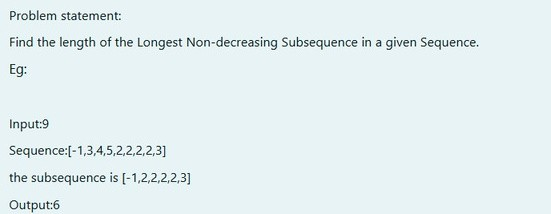 Problem statement:
Find the length of the Longest Non-decreasing Subsequence in a given Sequence.
Eg:
Input:9
Sequence:[-1,3,4,5,2,2,2,2,3]
the subsequence is [-1,2,2,2,2,3]
Output:6